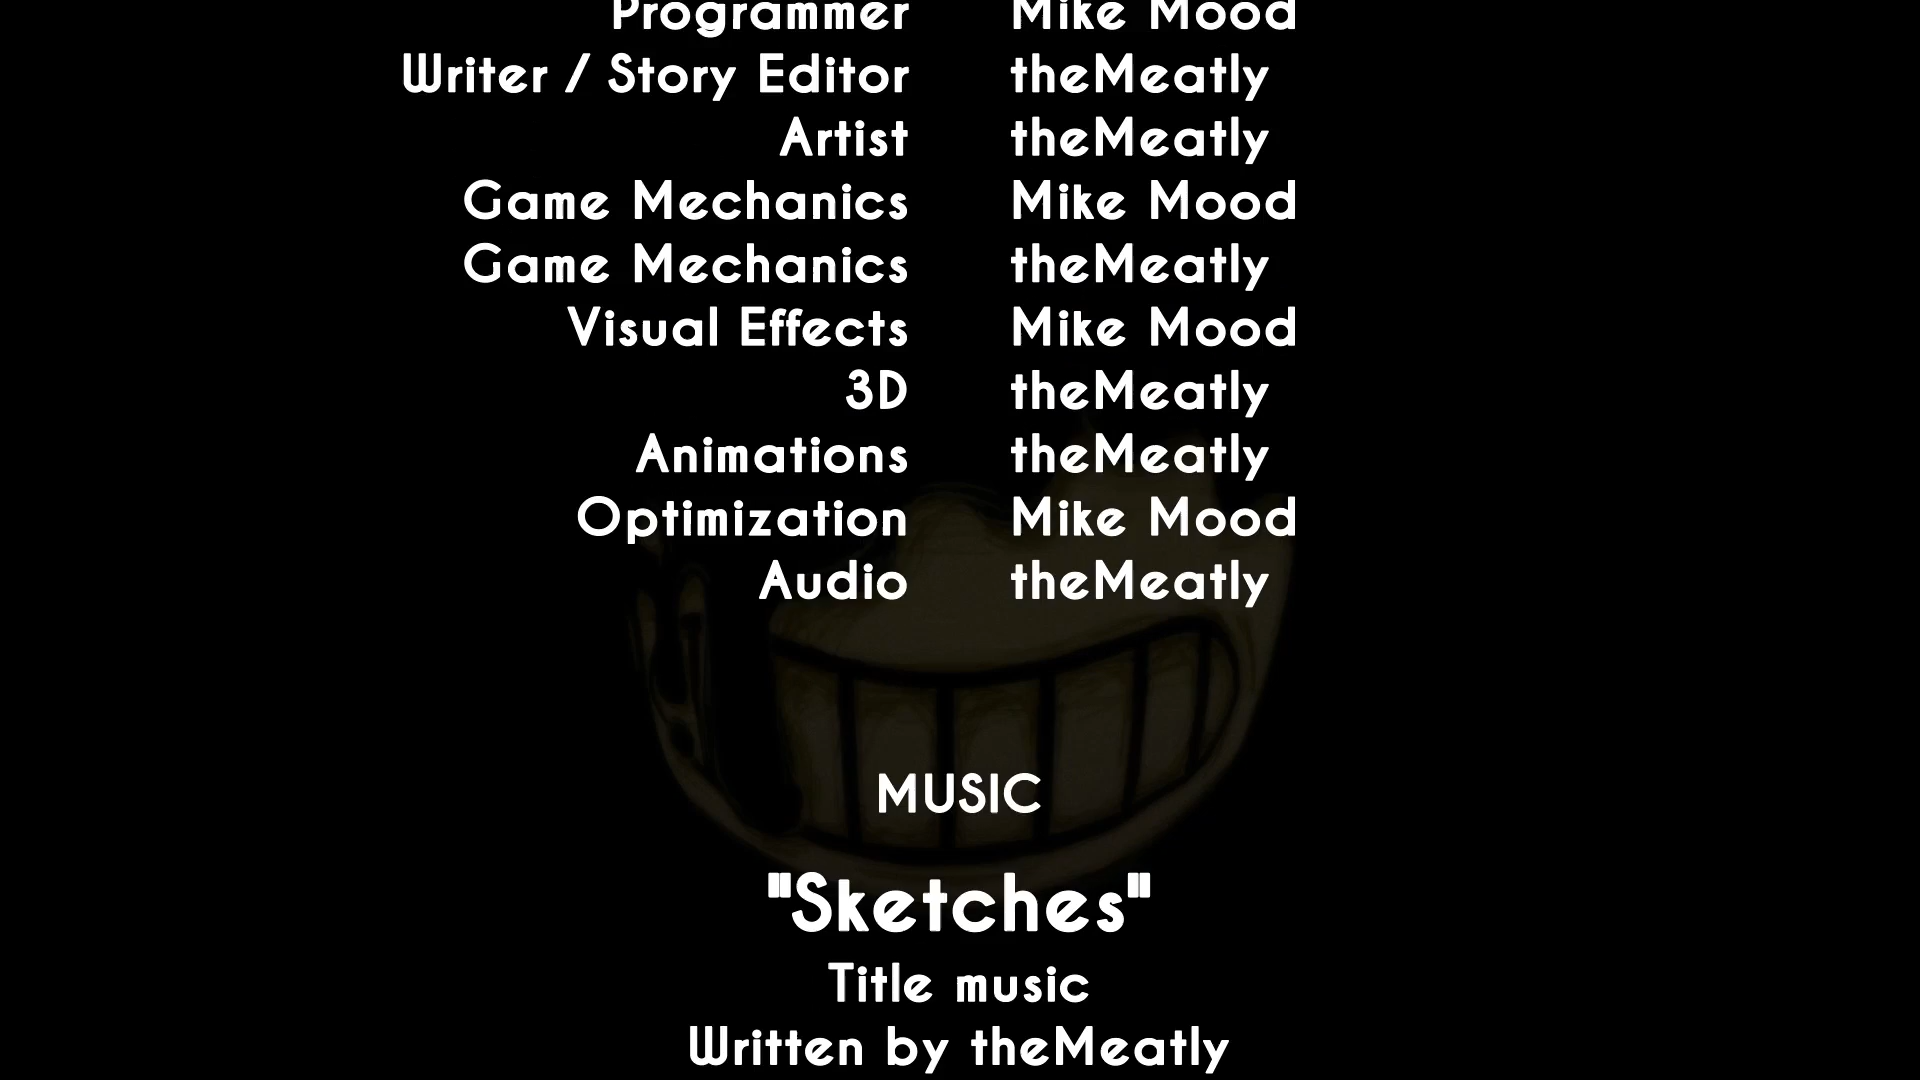 Programmer Mike Mood
Writer / Story Editor theMeatly
Artist theMeatly
Game Mechanics Mike Mood
Game Mechanics theMeatly
Visual Effects Mike Mood
3D theMeatly
Animations theMeatly
Optimization Mike Mood
Audio theMeatly
MUSIC
"Sketches"
Title music
Written by theMeatly